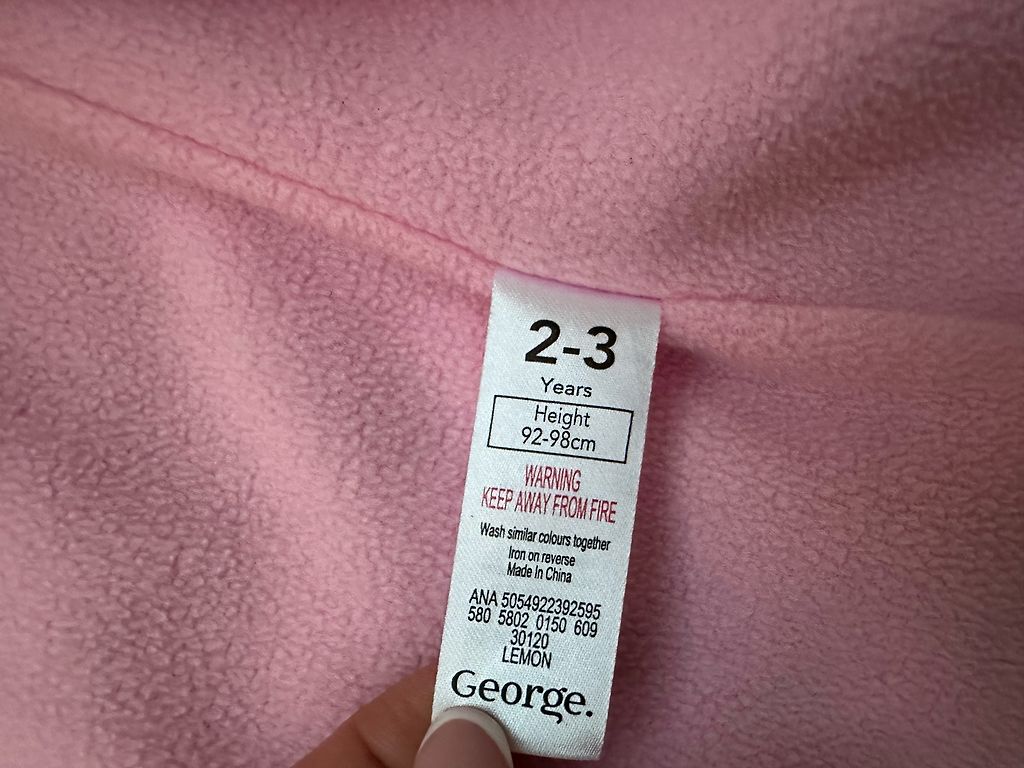 2-3
Years
Height
92-98cm
WARNING
KEEP AWAY FROM FIRE
Wash similar colours together
Iron on reverse
Made In China
ANA 5054922392595
580 5802 0150 609
30120
LEMON
George.